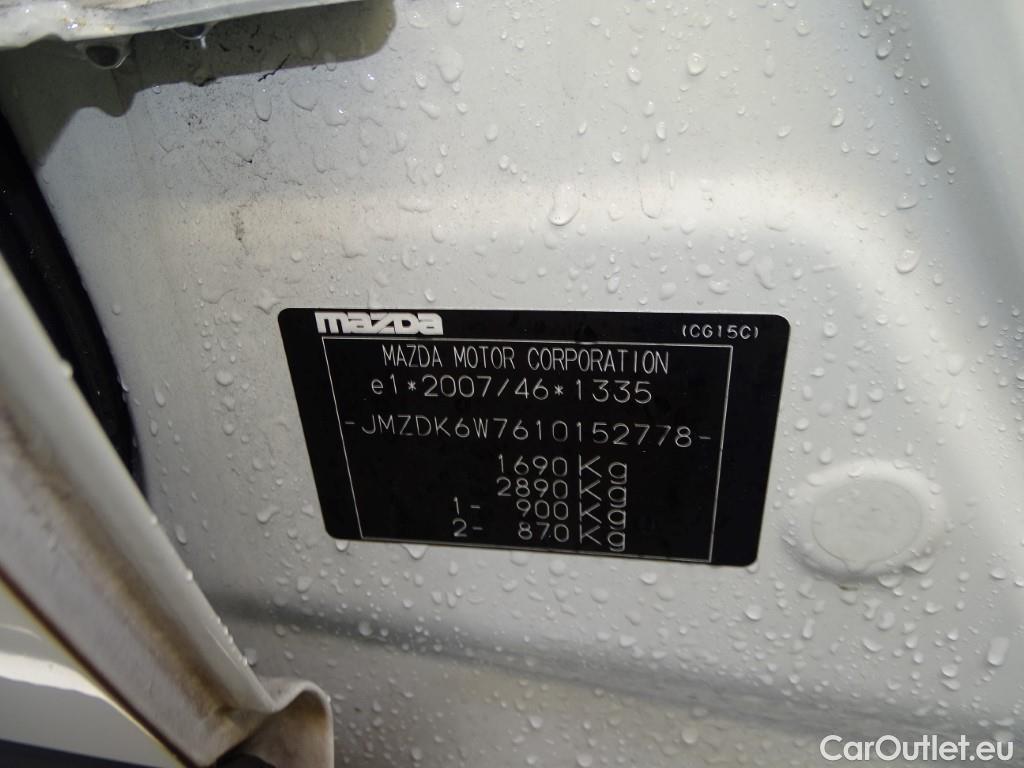 mazda
(CG15C)
MAZDA MOTOR CORPORATION
e1*2007/46*1335
-JMZDK6W7610152778-
1690Kg
2890Kg
1- 900Kg
2- 870Kg
CarOutlet.eu